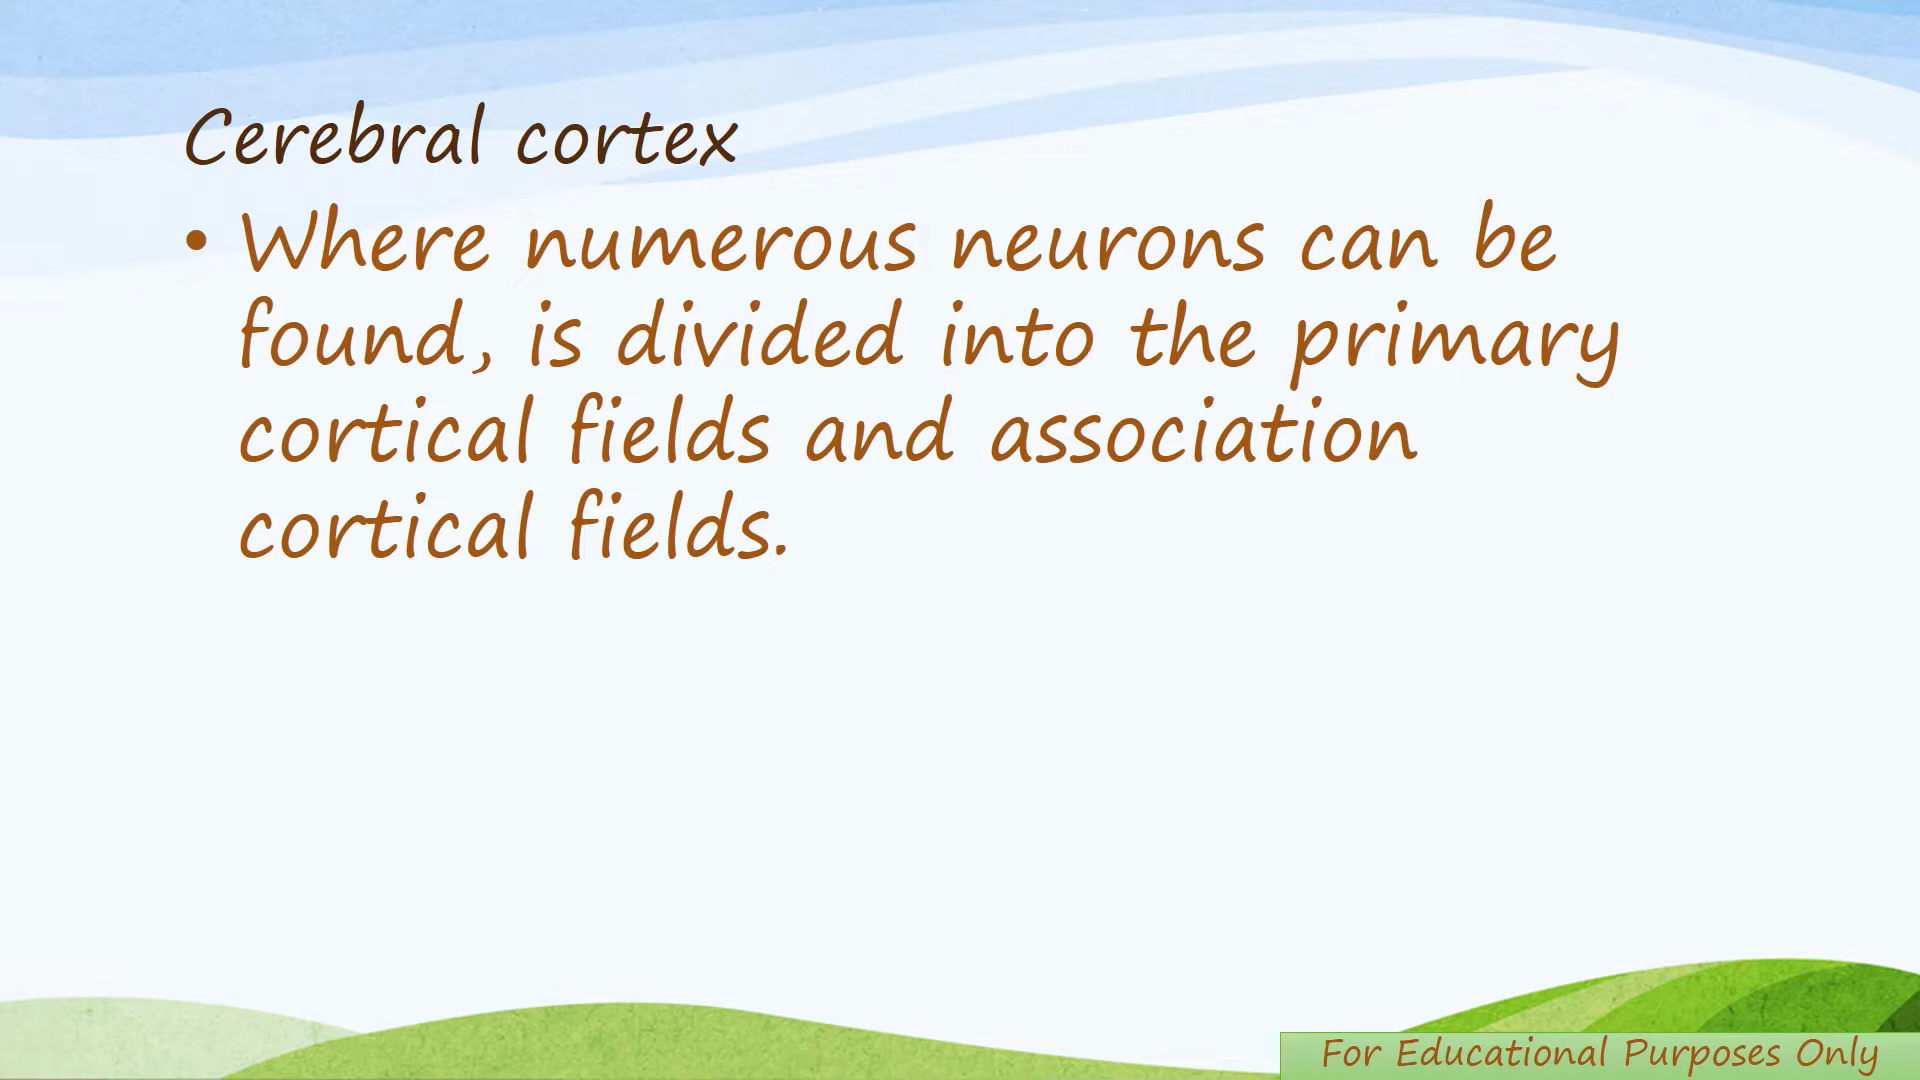 Cerebral cortex
• Where numerous neurons can be
found, is divided into the primary
cortical fields and association
cortical fields.
For Educational Purposes Only